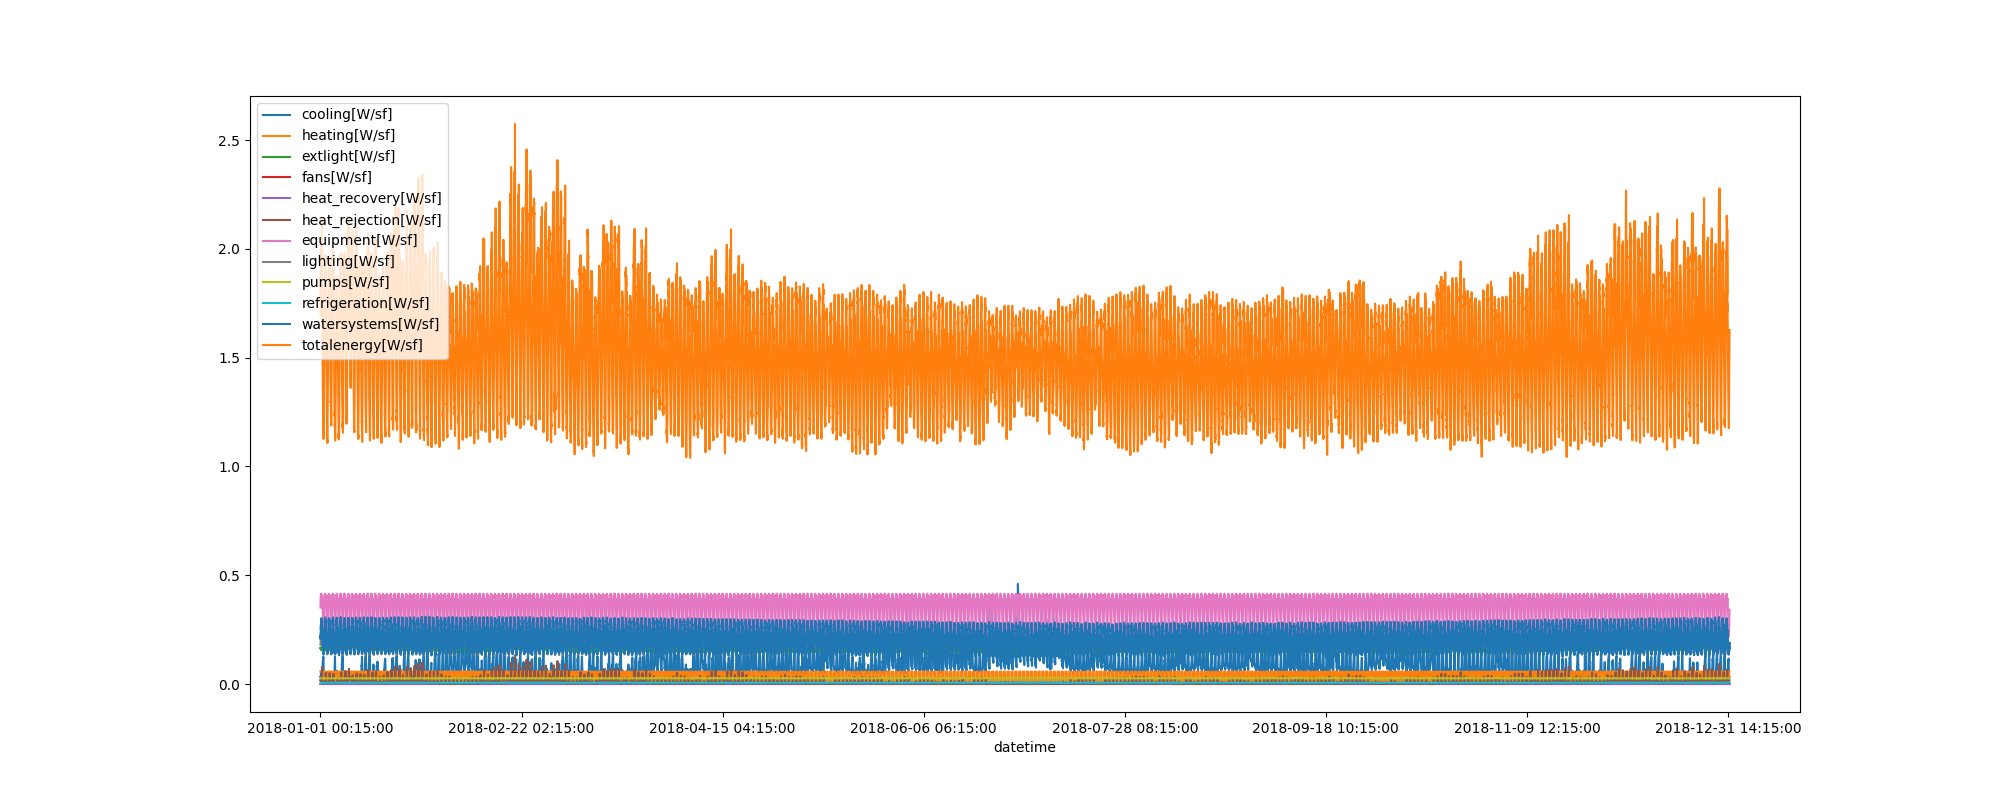 cooling[W/sf]
heating[W/sf]
extlight[W/sf]
fans[W/sf]
heat_recovery[W/sf]
heat_rejection[W/sf]
equipment[W/sf]
lighting[W/sf]
pumps[W/sf]
refrigeration[W/sf]
watersystems[W/sf]
totalenergy[W/sf]
2.5
2.0
1.5
1.0
0.5
0.0
2018-01-01 00:15:00 2018-02-22 02:15:00 2018-04-15 04:15:00 2018-06-06 06:15:00 2018-07-28 08:15:00 2018-09-18 10:15:00 2018-11-09 12:15:00 2018-12-31 14:15:00
datetime